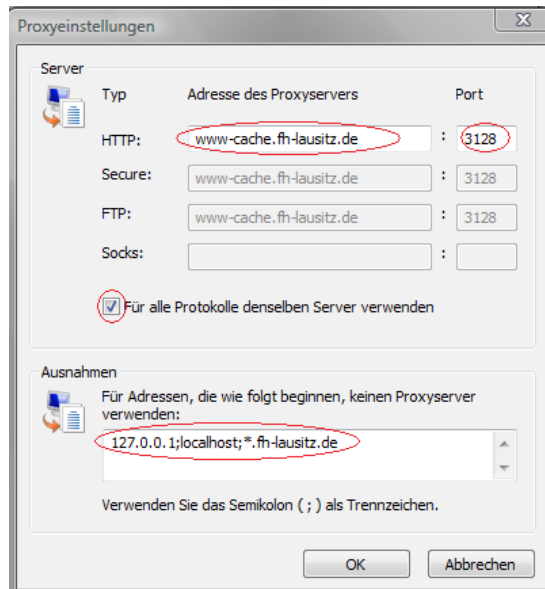 Proxyeinstellungen
Server
Typ Adresse des Proxyservers Port
HTTP: www-cache.fh-lausitz.de : 3128
Secure: www-cache.fh-lausitz.de : 3128
FTP: www-cache.fh-lausitz.de : 3128
Socks: :
Für alle Protokolle denselben Server verwenden
Ausnahmen
Für Adressen, die wie folgt beginnen, keinen Proxyserver
verwenden:
127.0.0.1;localhost;*.fh-lausitz.de
Verwenden Sie das Semikolon ( ; ) als Trennzeichen.
OK Abbrechen